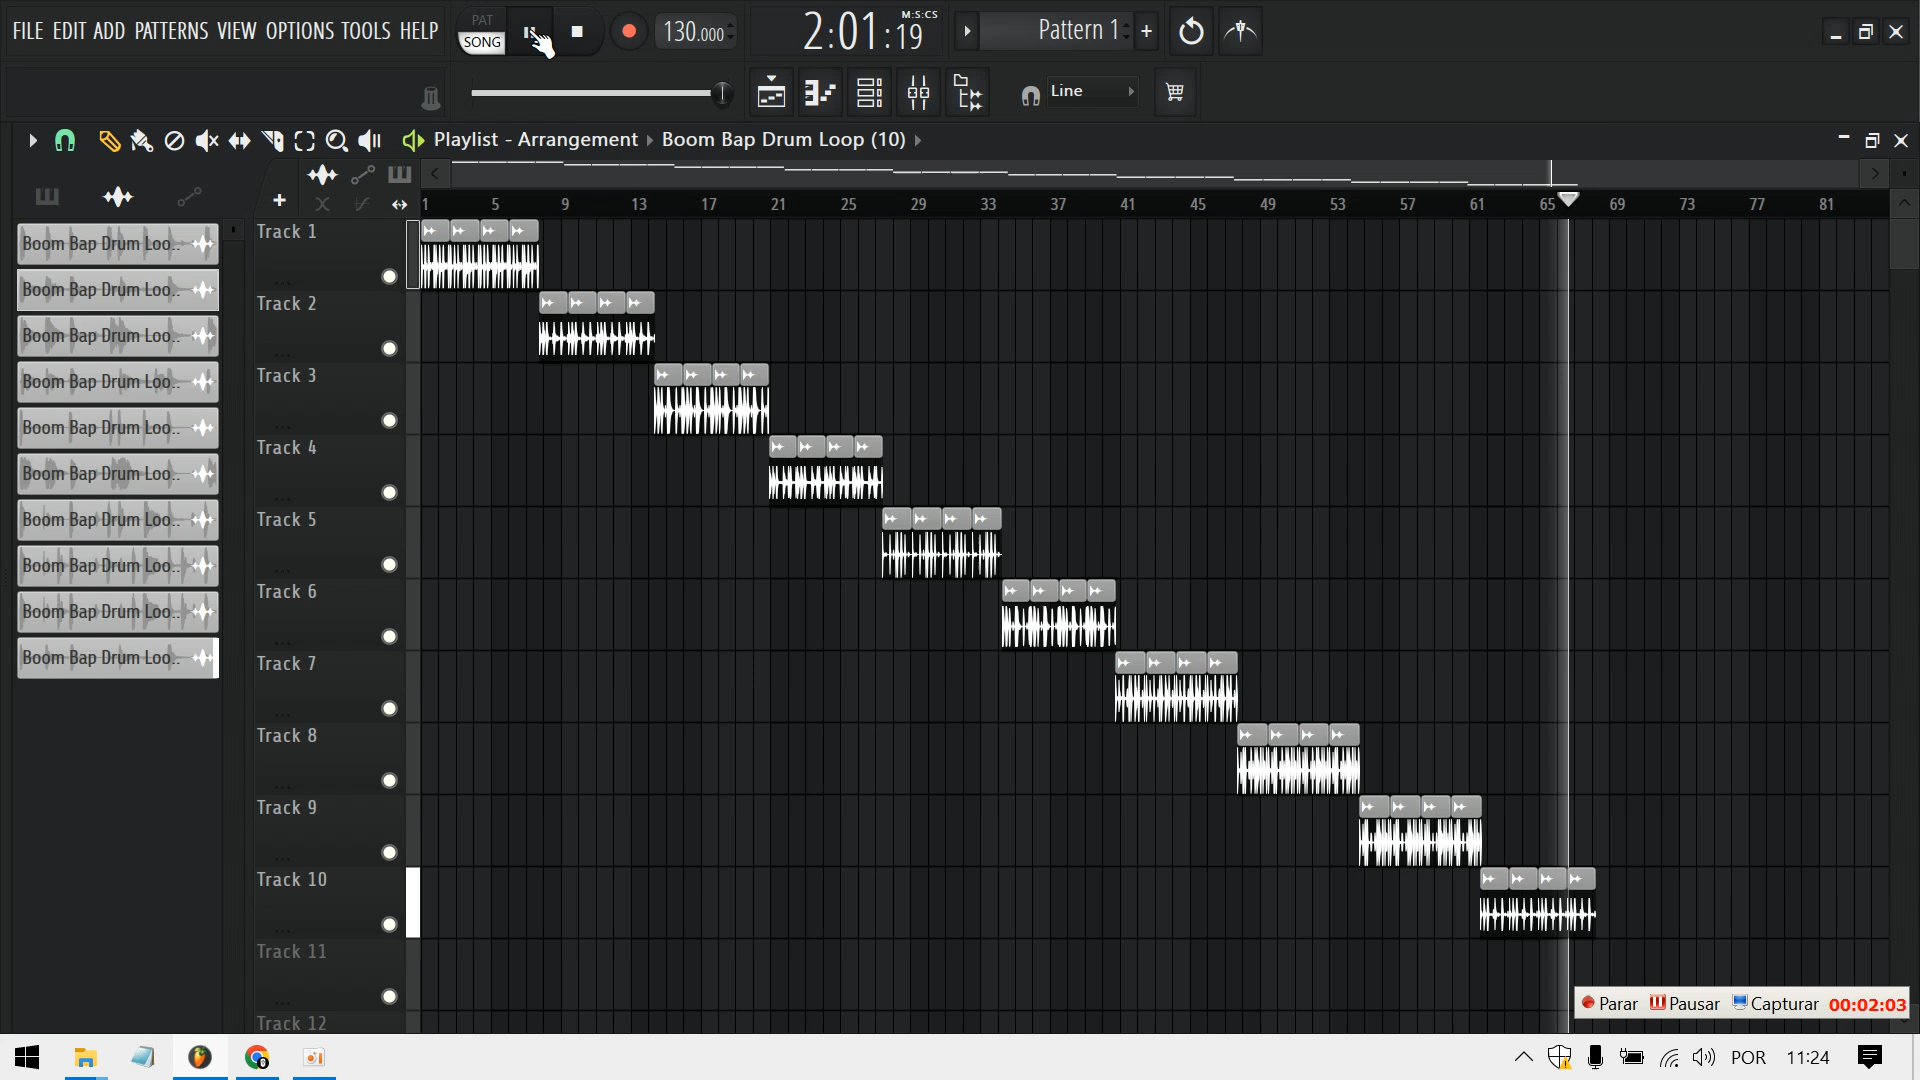 FILE EDIT ADD PATTERNS VIEW OPTIONS TOOLS HELP
PAT
SONG
130.000
2:01:19
M:S:CS
Pattern 1
+
Line
Playlist - Arrangement
Boom Bap Drum Loop (10)
1 5 9 13 17 21 25 29 33 37 41 45 49 53 57 61 65 69 73 77 81
Boom Bap Drum Loo..
Boom Bap Drum Loo..
Boom Bap Drum Loo..
Boom Bap Drum Loo..
Boom Bap Drum Loo..
Boom Bap Drum Loo..
Boom Bap Drum Loo..
Boom Bap Drum Loo..
Boom Bap Drum Loo..
Boom Bap Drum Loo..
Track 1
Track 2
Track 3
Track 4
Track 5
Track 6
Track 7
Track 8
Track 9
Track 10
Track 11
Track 12
Parar Pausar Capturar 00:02:03
POR 11:24